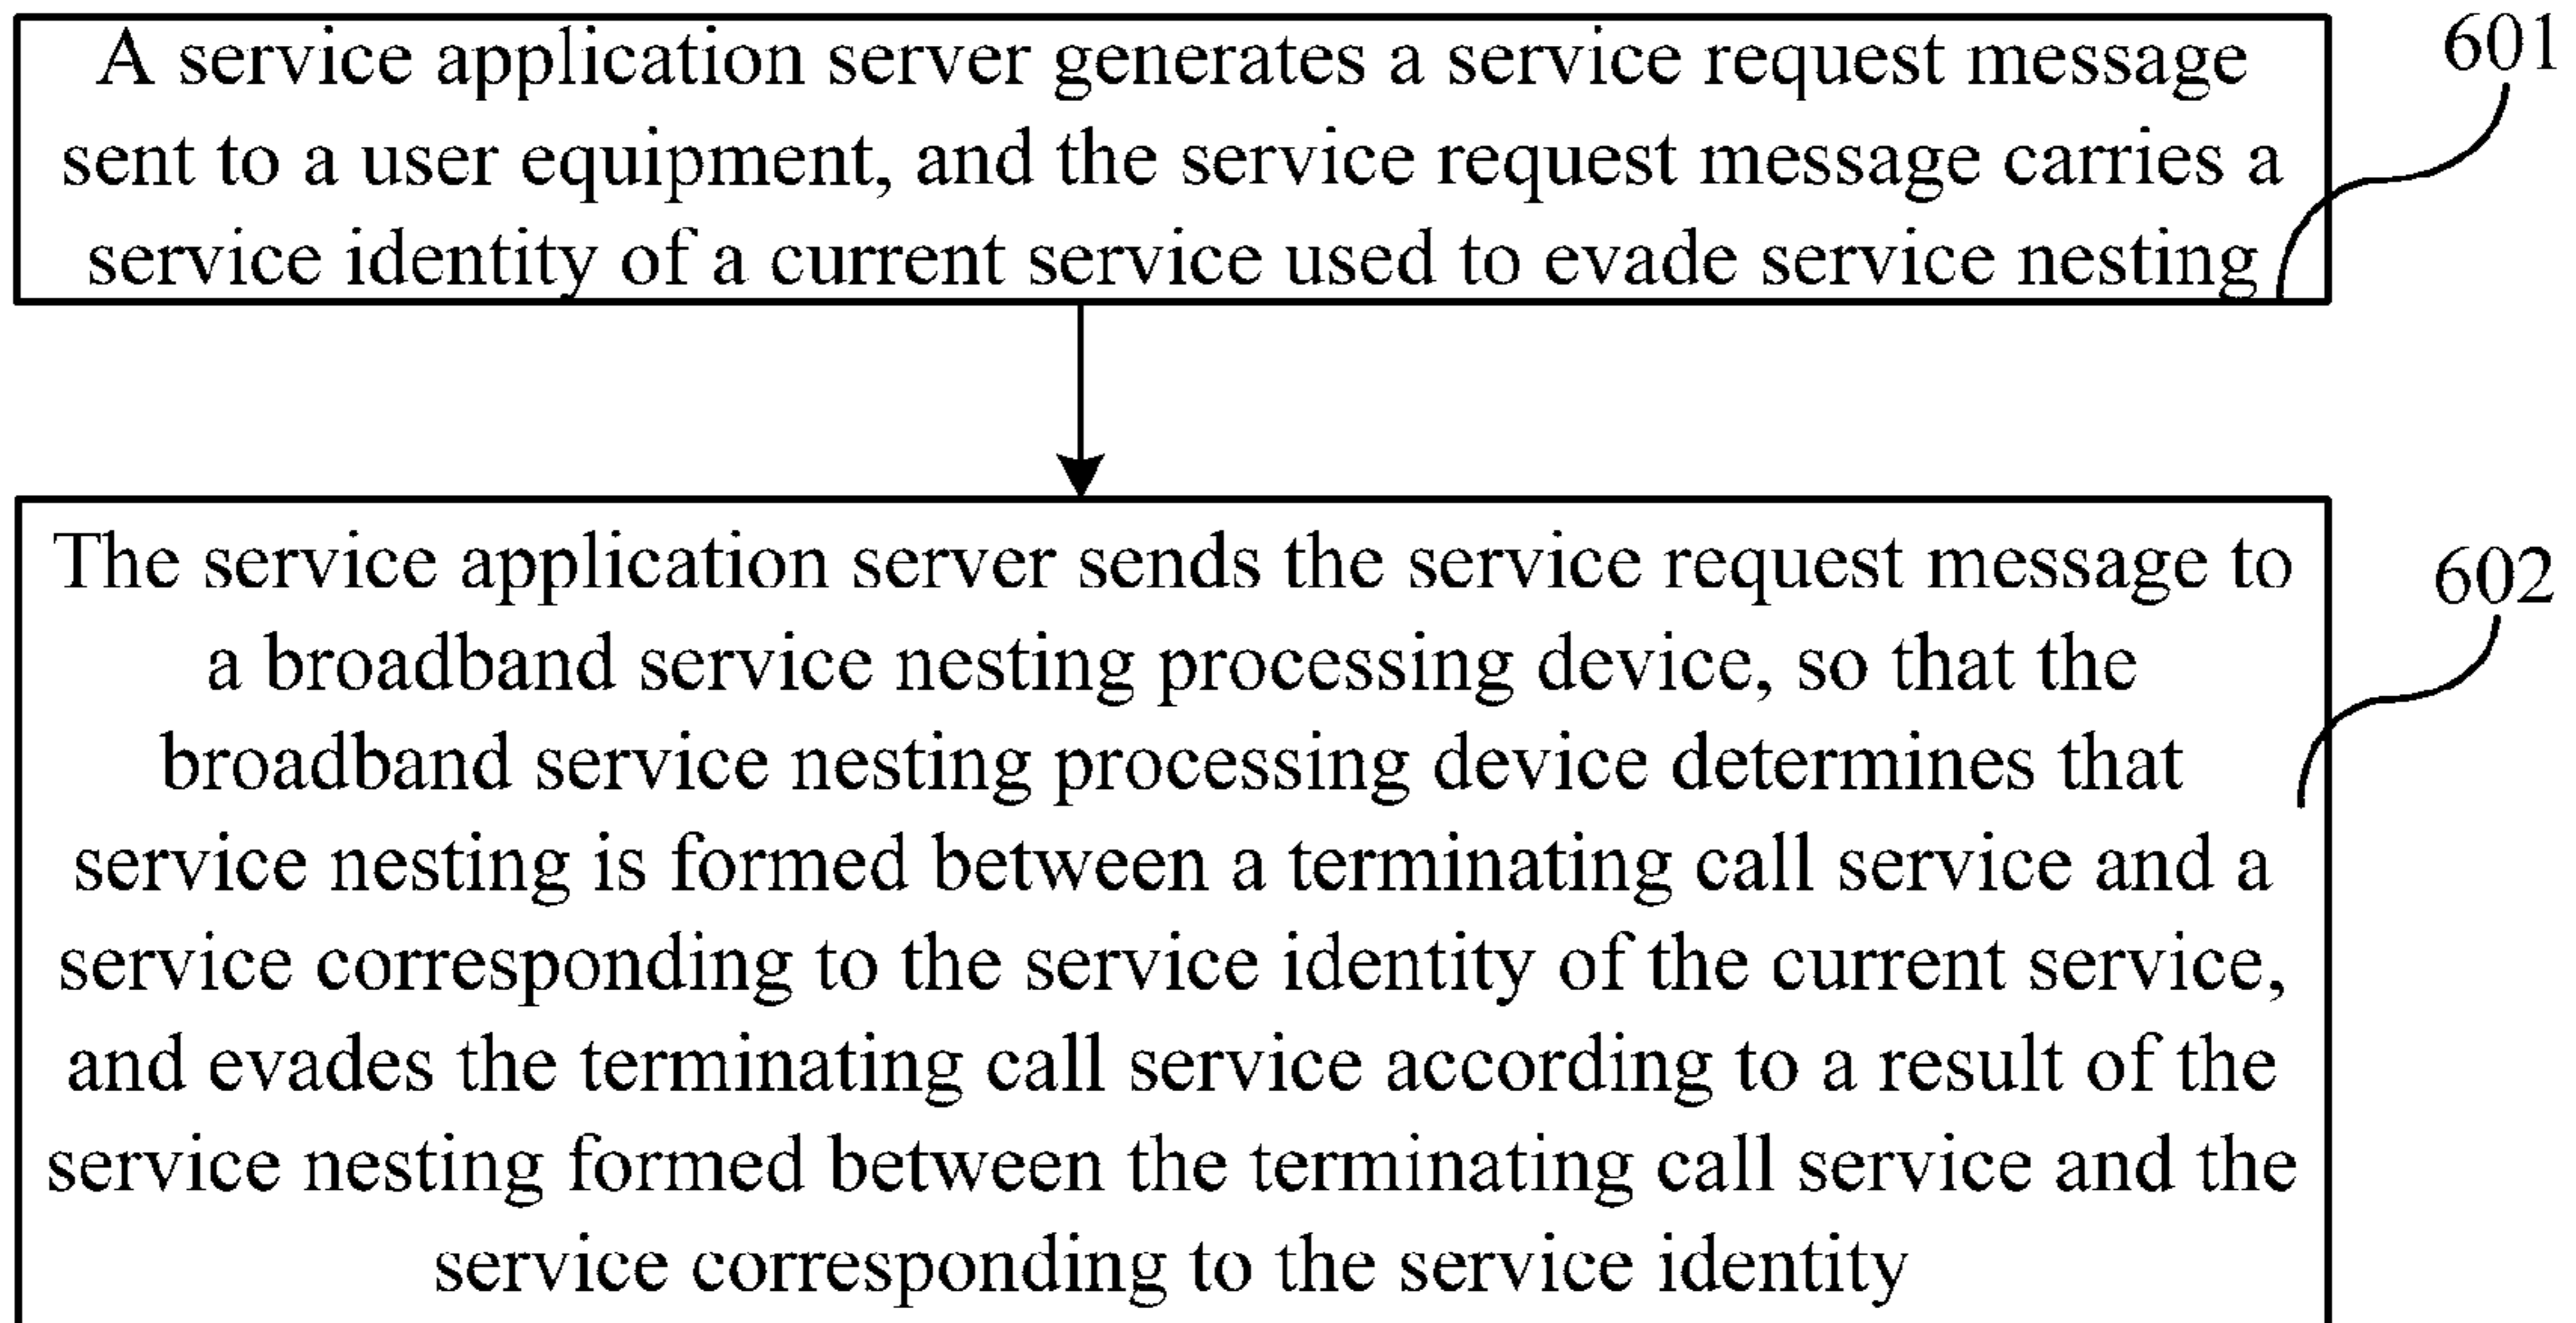 A service application server generates a service request message
sent to a user equipment, and the service request message carries a
service identity of a current service used to evade service nesting
601
The service application server sends the service request message to
a broadband service nesting processing device, so that the
broadband service nesting processing device determines that
service nesting is formed between a terminating call service and a
service corresponding to the service identity of the current service,
and evades the terminating call service according to a result of the
service nesting formed between the terminating call service and the
service corresponding to the service identity
602